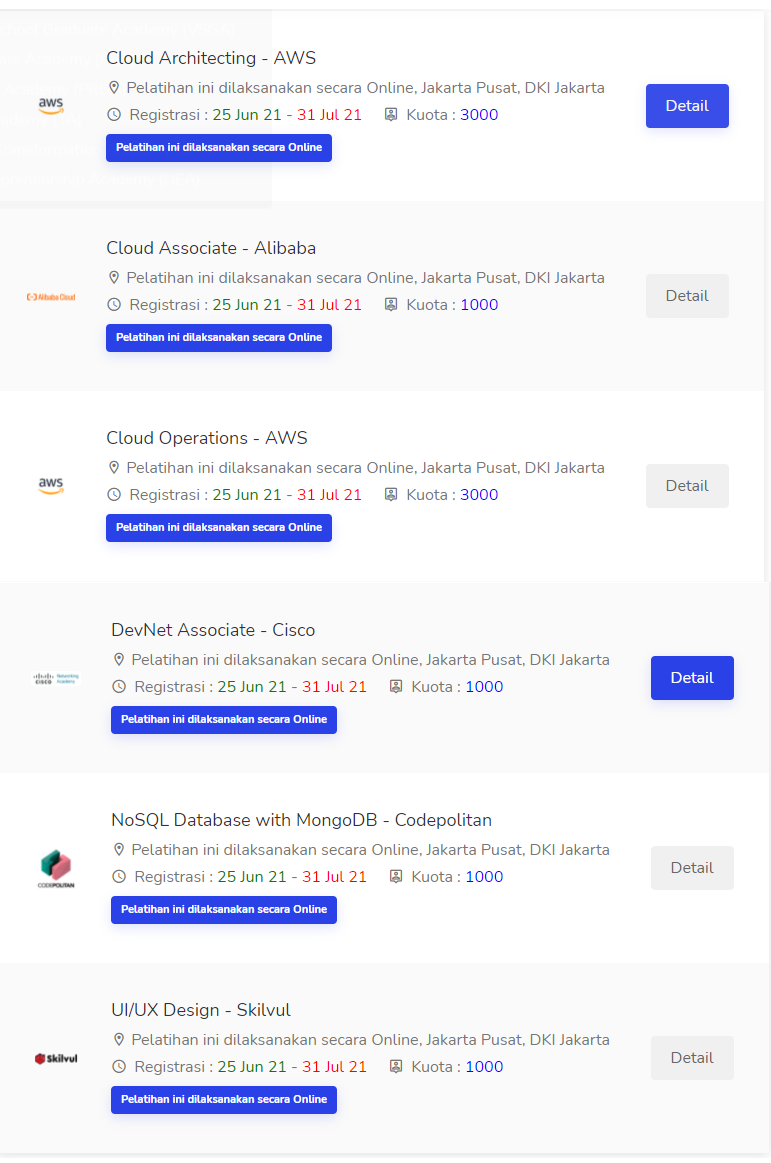 Cloud Architecting - AWS
Pelatihan ini dilaksanakan secara Online, Jakarta Pusat, DKI Jakarta
aws
Registrasi : 25 Jun 21 - 31 Jul 21 Kuota : 3000
Detail
Pelatihan ini dilaksanakan secara Online
Cloud Associate - Alibaba
Pelatihan ini dilaksanakan secara Online, Jakarta Pusat, DKI Jakarta
Alibaba Cloud
Registrasi : 25 Jun 21 - 31 Jul 21 Kuota : 1000
Detail
Pelatihan ini dilaksanakan secara Online
Cloud Operations - AWS
Pelatihan ini dilaksanakan secara Online, Jakarta Pusat, DKI Jakarta
aws
Registrasi : 25 Jun 21 - 31 Jul 21 Kuota : 3000
Detail
Pelatihan ini dilaksanakan secara Online
DevNet Associate - Cisco
Pelatihan ini dilaksanakan secara Online, Jakarta Pusat, DKI Jakarta
CISCO Networking Academy
Registrasi : 25 Jun 21 - 31 Jul 21 Kuota : 1000
Detail
Pelatihan ini dilaksanakan secara Online
NoSQL Database with MongoDB - Codepolitan
Pelatihan ini dilaksanakan secara Online, Jakarta Pusat, DKI Jakarta
CODEPOLITAN
Registrasi : 25 Jun 21 - 31 Jul 21 Kuota : 1000
Detail
Pelatihan ini dilaksanakan secara Online
UI/UX Design - Skilvul
Pelatihan ini dilaksanakan secara Online, Jakarta Pusat, DKI Jakarta
Skilvul
Registrasi : 25 Jun 21 - 31 Jul 21 Kuota : 1000
Detail
Pelatihan ini dilaksanakan secara Online